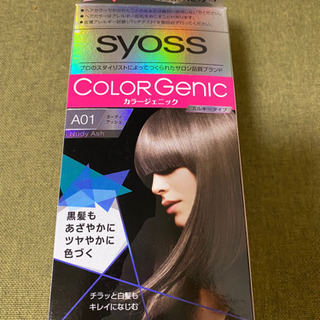 syoss
プロのスタイリストによってつくられたサロン品質ブランド
COLORGenic
カラージェニック
ミルキータイプ
A01
ヌーディ
アッシュ
Nudy Ash
黒髪も
あざやかに
ツヤやかに
色づく
チラッと白髪も
キレイになじむ